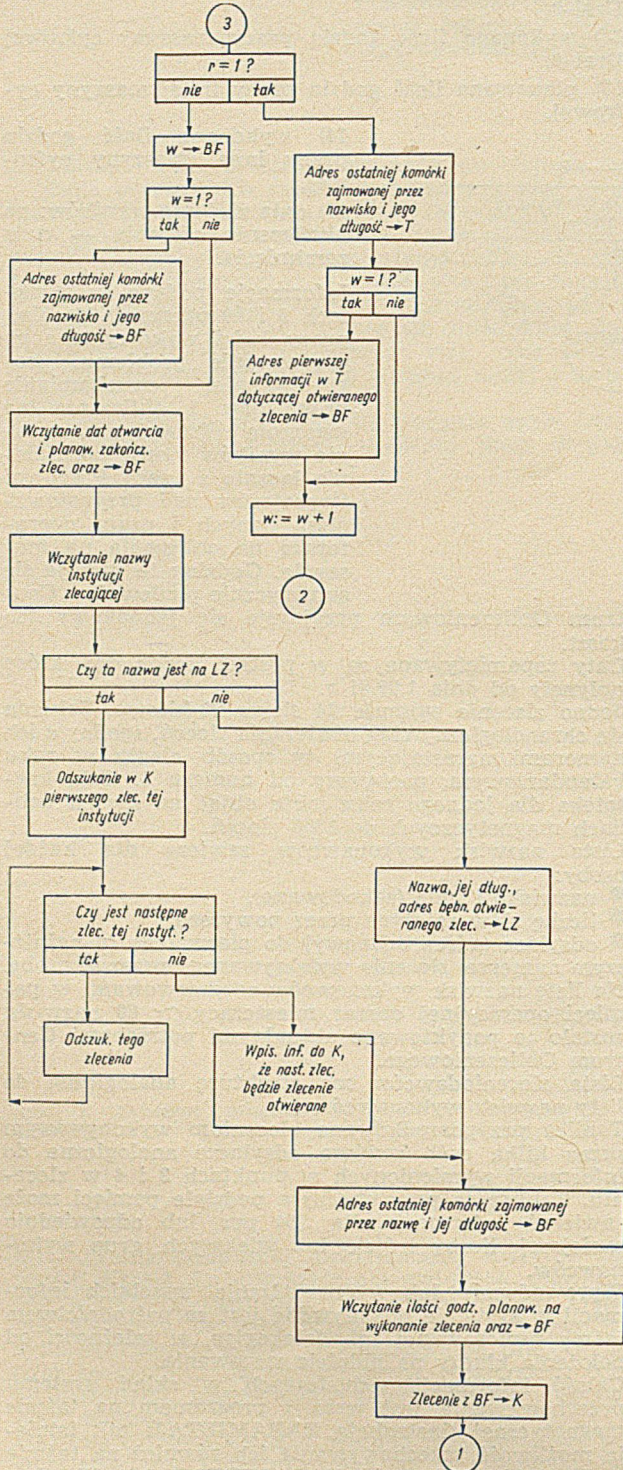 3
r = 1 ?
nie tak
w → BF
w = 1?
tak nie
Adres ostatniej komórki
zajmowanej przez
nazwisko i jego
długość → BF
Wczytanie dat otwarcia
i planow. zakończ.
zlec. oraz → BF
Wczytanie nazwy
instytucji
zlecającej
Adres ostatniej komórki
zajmowanej przez
nazwisko i jego
długość → T
w = 1 ?
tak nie
Adres pierwszej
informacji w T
dotyczącej otwieranego
zlecenia → BF
w:= w + 1
2
Czy ta nazwa jest na LZ ?
tak nie
Odszukanie w K
pierwszego zlec. tej
instytucji
Czy jest następne
zlec. tej instyt. ?
tak nie
Odszuk. tego
zlecenia
Wpis. inf. do K,
że nast. zlec.
będzie zlecenie
otwierane
Nazwa, jej dług.,
adres bębn. otwie-
ranego zlec. → LZ
Adres ostatniej komórki zajmowanej
przez nazwę i jej długość → BF
Wczytanie ilości godz. planow. na
wykonanie zlecenia oraz → BF
Zlecenie z BF → K
1